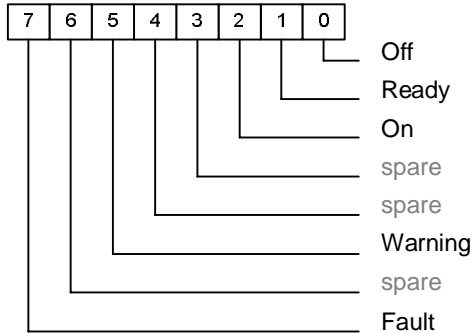 7 6 5 4 3 2 1 0
Off
Ready
On
spare
spare
Warning
spare
Fault